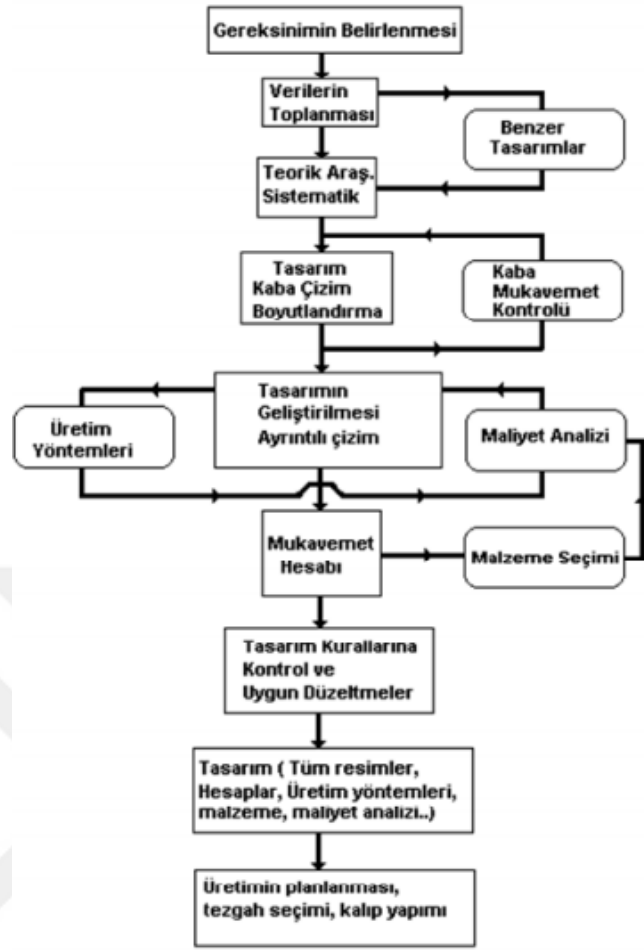 Gereksinimin Belirlenmesi
Verilerin
Toplanması
Benzer
Tasarımlar
Teorik Araş.
Sistematik
Tasarım
Kaba Çizim
Boyutlandırma
Kaba
Mukavemet
Kontrolü
Tasarımın
Geliştirilmesi
Ayrıntılı çizim
Üretim
Yöntemleri
Maliyet Analizi
Mukavemet
Hesabı
Malzeme Seçimi
Tasarım Kurallarına
Kontrol ve
Uygun Düzeltmeler
Tasarım ( Tüm resimler,
Hesaplar, Üretim yöntemleri,
malzeme, maliyet analizi..)
Üretimin planlanması,
tezgah seçimi, kalıp yapımı